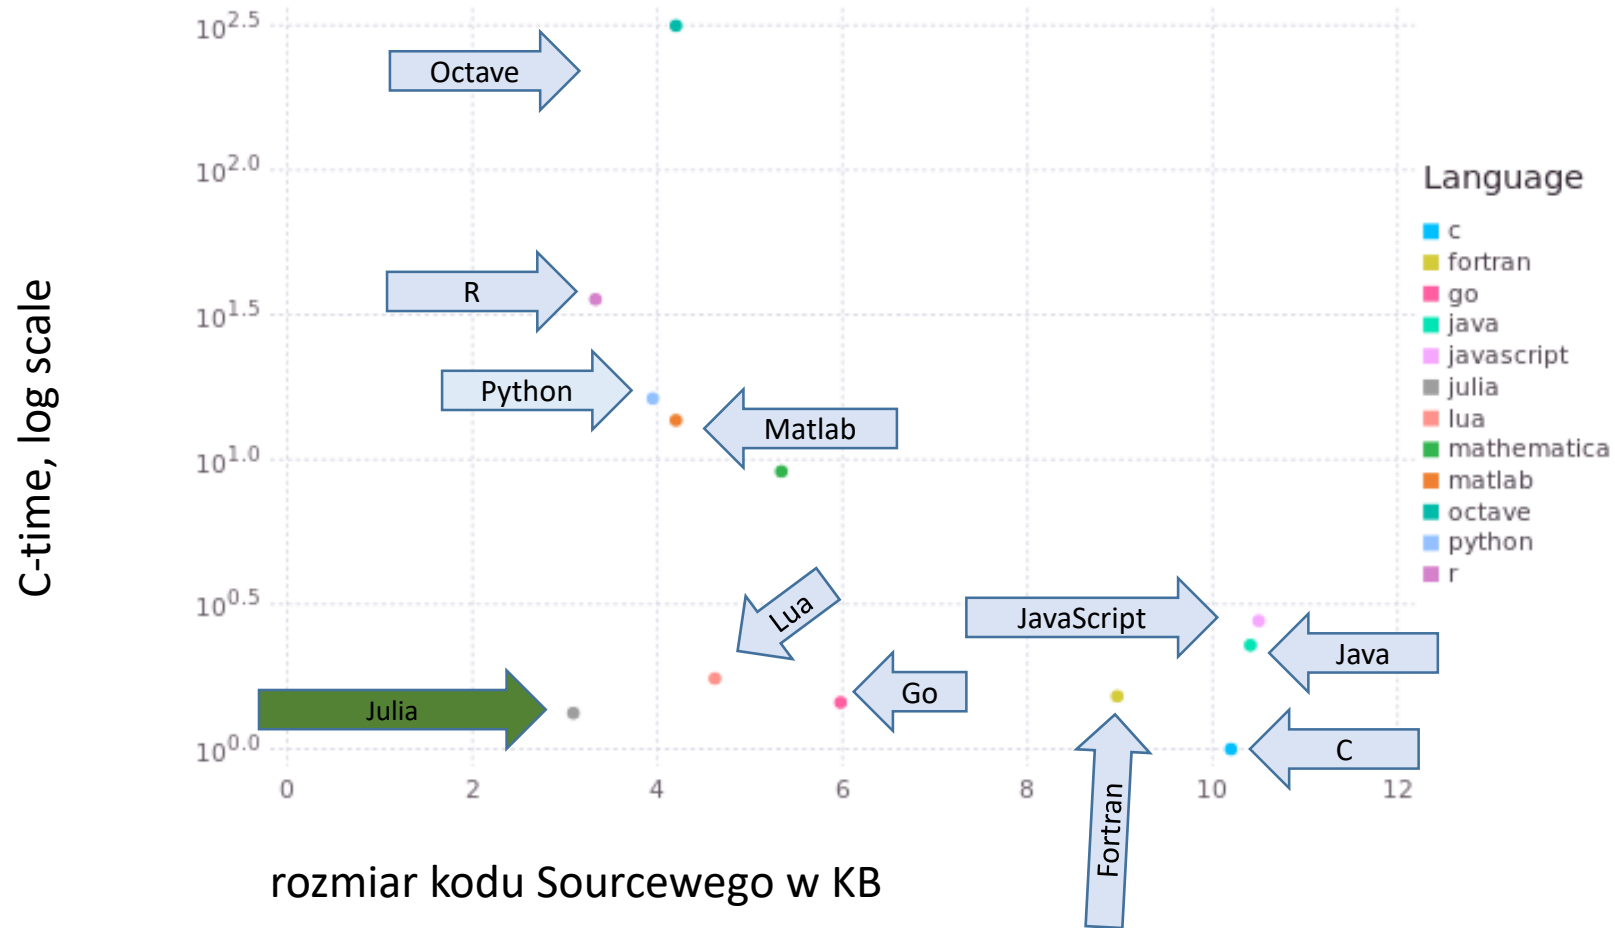 C-time, log scale
10^2.5
10^2.0
10^1.5
10^1.0
10^0.5
10^0.0
Octave
R
Python
Matlab
Lua
JavaScript
Java
Go
Julia
C
Fortran
0 2 4 6 8 10 12
rozmiar kodu Sourcewego w KB
Language
c
fortran
go
java
javascript
julia
lua
mathematica
matlab
octave
python
r